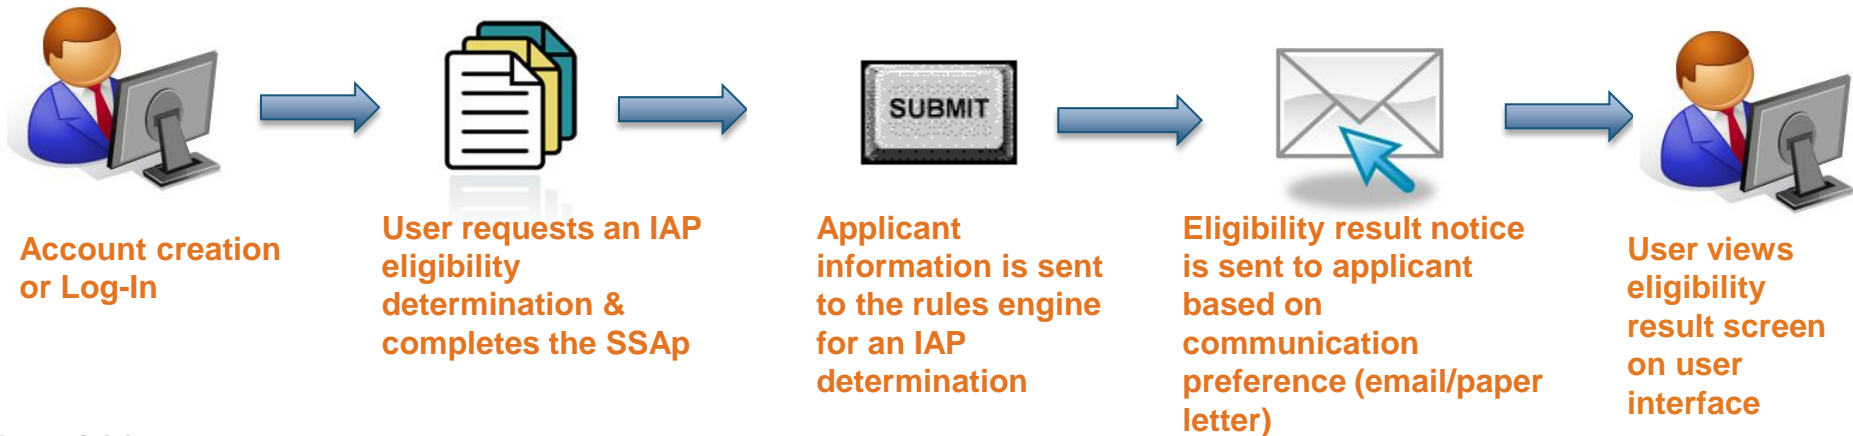 Account creation
or Log-In
User requests an IAP
eligibility
determination &
completes the SSAp
SUBMIT
Applicant
information is sent
to the rules engine
for an IAP
determination
Eligibility result notice
is sent to applicant
based on
communication
preference (email/paper
letter)
User views
eligibility
result screen
on user
interface